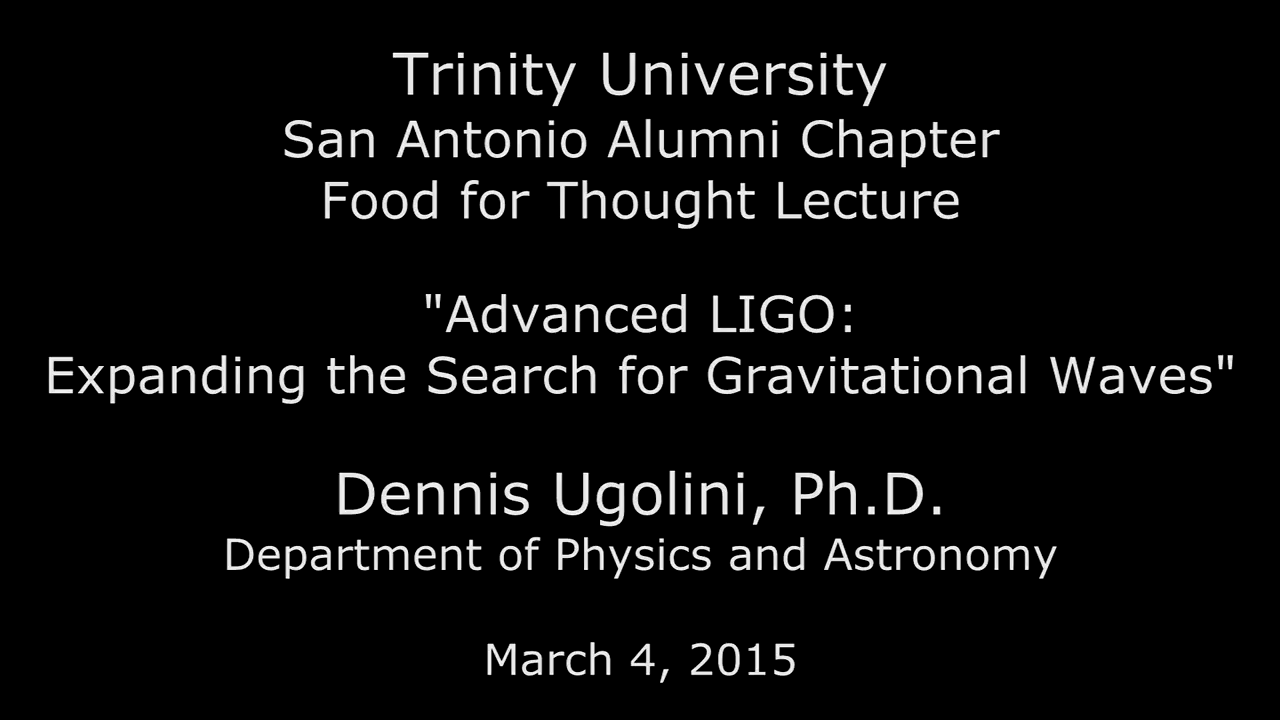 Trinity University
San Antonio Alumni Chapter
Food for Thought Lecture
"Advanced LIGO:
Expanding the Search for Gravitational Waves"
Dennis Ugolini, Ph.D.
Department of Physics and Astronomy
March 4, 2015